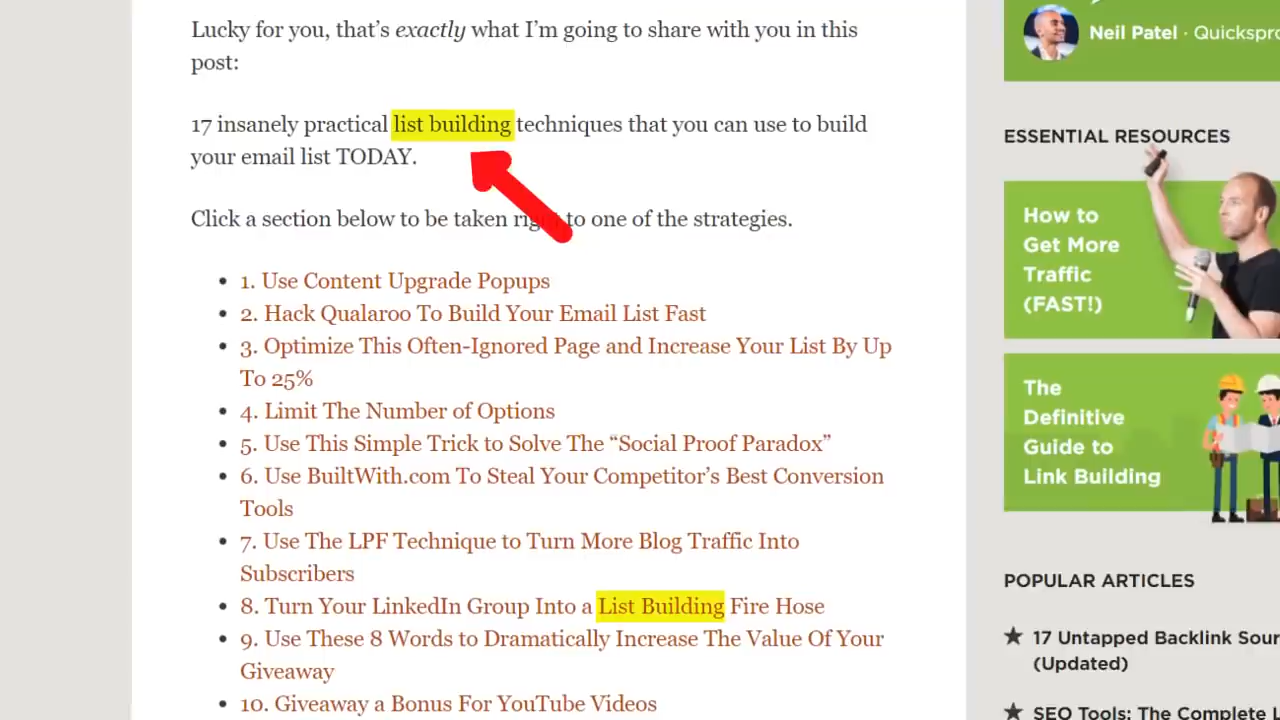 Lucky for you, that’s exactly what I’m going to share with you in this
post:
17 insanely practical list building techniques that you can use to build
your email list TODAY.
Click a section below to be taken right to one of the strategies.
• 1. Use Content Upgrade Popups
• 2. Hack Qualaroo To Build Your Email List Fast
• 3. Optimize This Often-Ignored Page and Increase Your List By Up
To 25%
• 4. Limit The Number of Options
• 5. Use This Simple Trick to Solve The “Social Proof Paradox”
• 6. Use BuiltWith.com To Steal Your Competitor’s Best Conversion
Tools
• 7. Use The LPF Technique to Turn More Blog Traffic Into
Subscribers
• 8. Turn Your LinkedIn Group Into a List Building Fire Hose
• 9. Use These 8 Words to Dramatically Increase The Value Of Your
Giveaway
• 10. Giveaway a Bonus For YouTube Videos
Neil Patel · Quickspro
ESSENTIAL RESOURCES
How to
Get More
Traffic
(FAST!)
The
Definitive
Guide to
Link Building
POPULAR ARTICLES
★ 17 Untapped Backlink Sour
(Updated)
★ SEO Tools: The Complete L